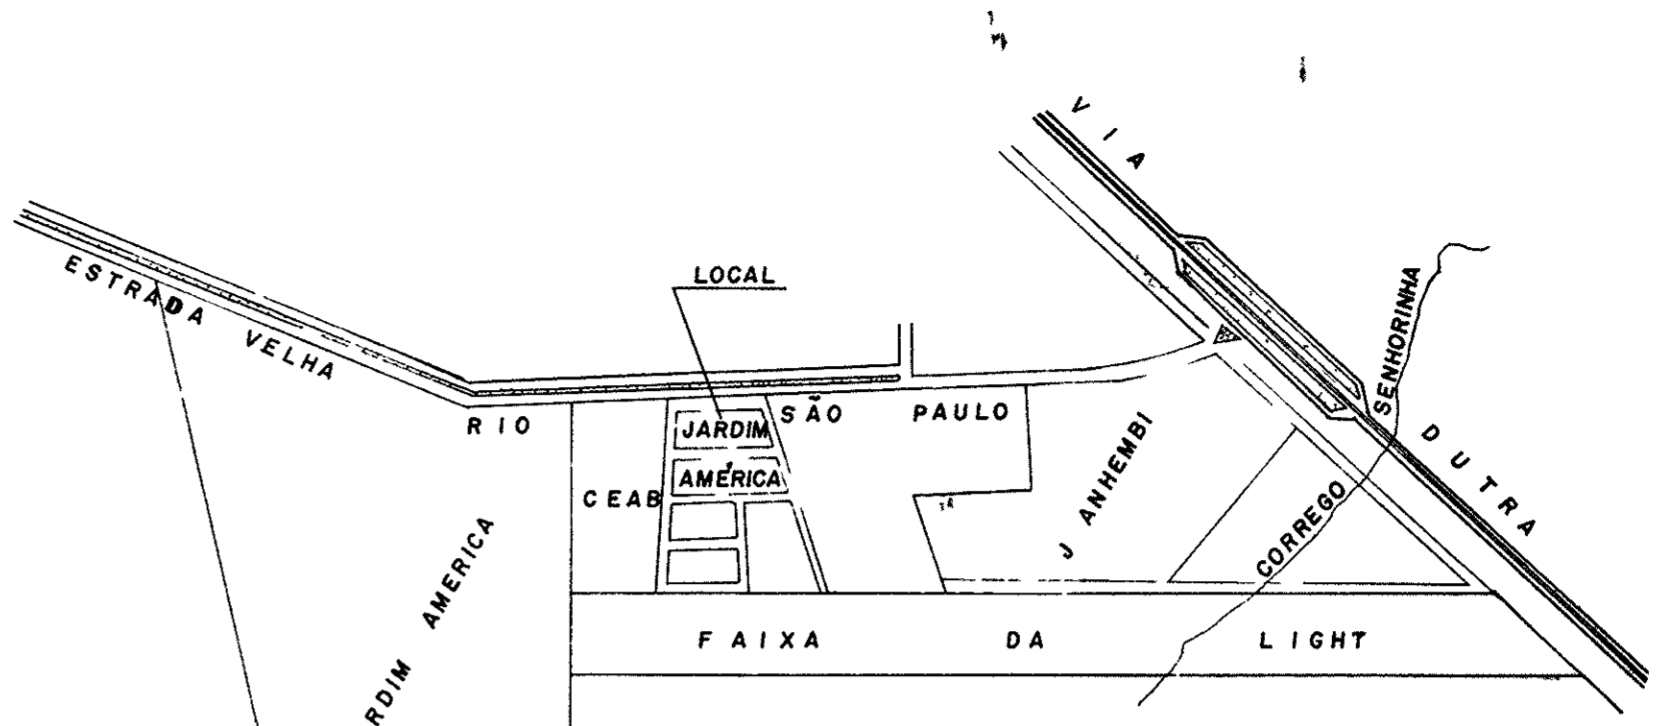 VIA
LOCAL
ESTRADA VELHA
RIO SÃO PAULO
SENHORINHA
JARDIM
AMÉRICA
CEAB
J ANHEMBI
DUTRA
CORREGO
RDIM AMERICA
FAIXA DA LIGHT